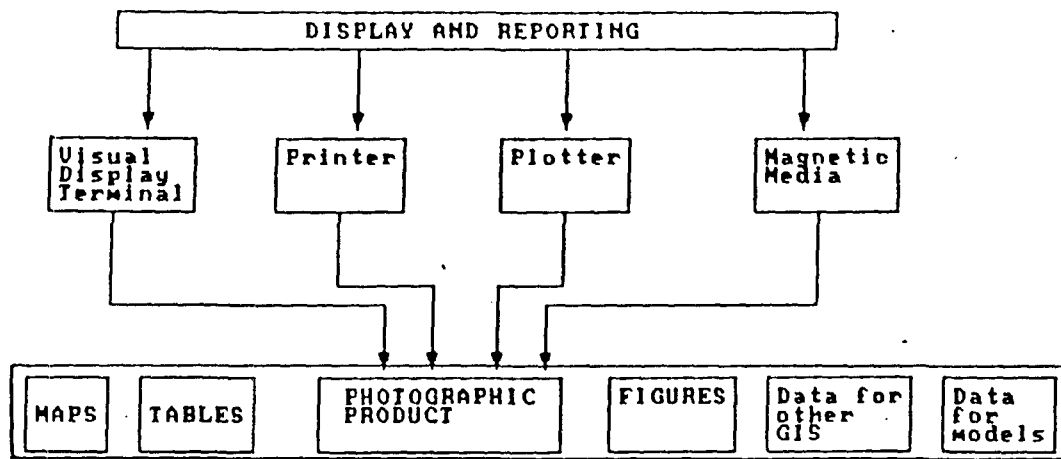 DISPLAY AND REPORTING
Visual
Display
Terminal
Printer
Plotter
Magnetic
Media
MAPS
TABLES
PHOTOGRAPHIC
PRODUCT
FIGURES
Data for
other
GIS
Data
for
models